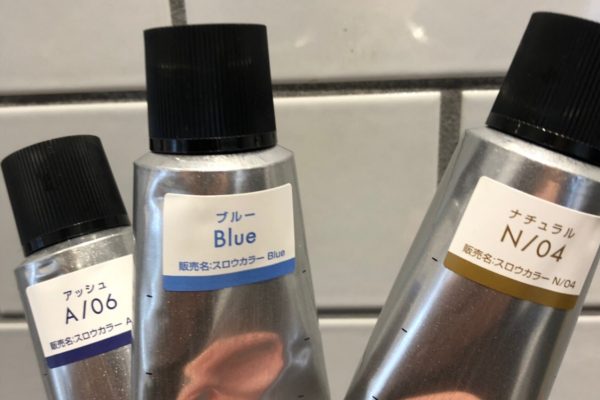 アッシュ
A/06
販売名:スロウカラー A
ブルー
Blue
販売名:スロウカラー Blue
ナチュラル
N/04
販売名:スロウカラー N/04